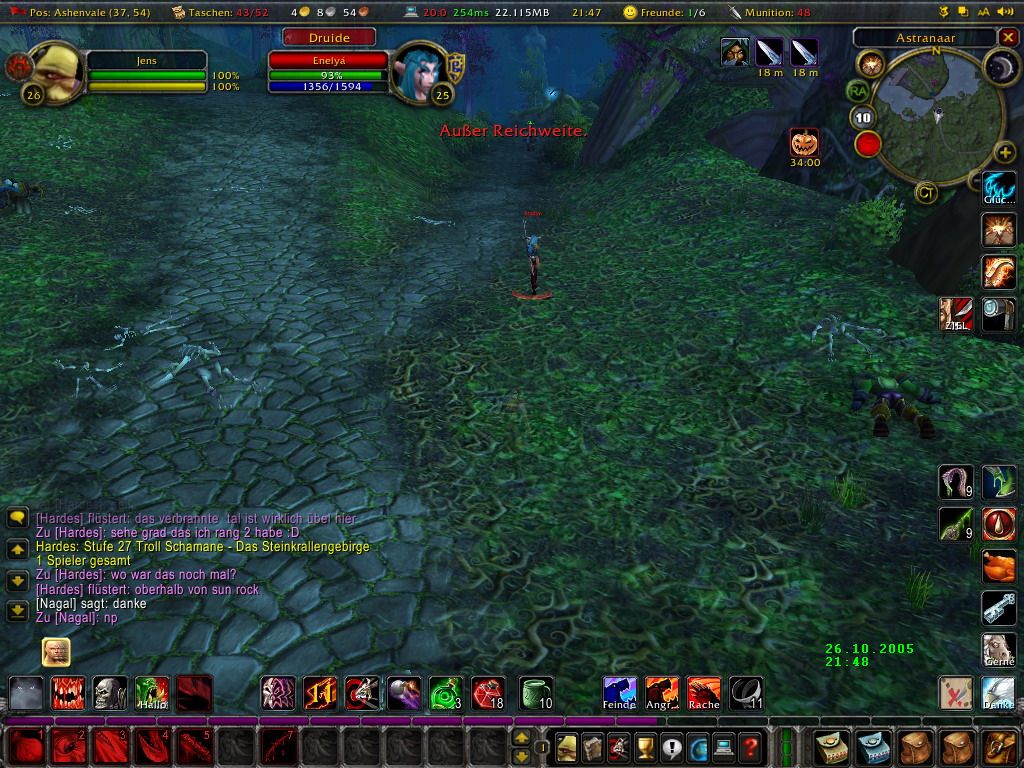 Pos: Ashenvale (37, 54)
Taschen: 43/52
4 8 54
20.0 254ms 22.115MB
21:47
Freunde: 1/6
Munition: 48
Druide
Astranaar
Jens
100%
100%
26
Enelyá
93%
1356/1594
25
18 m 18 m
N
RA
10
CT
34:00
Außer Reichweite.
Glüc...
ZIEL
9
9
[Hardes] flüstert: das verbrannte tal ist wirklich übel hier
Zu [Hardes]: sehe grad das ich rang 2 habe :D
Hardes: Stufe 27 Troll Schamane - Das Steinkrallengebirge
1 Spieler gesamt
Zu [Hardes]: wo war das noch mal?
[Hardes] flüstert: oberhalb von sun rock
[Nagal] sagt: danke
Zu [Nagal]: np
26.10.2005
21:48
Gerne
Hallo
3
18
10
Feinde
Angr...
Rache
11
Danke
1 2 3 4 5 7
1